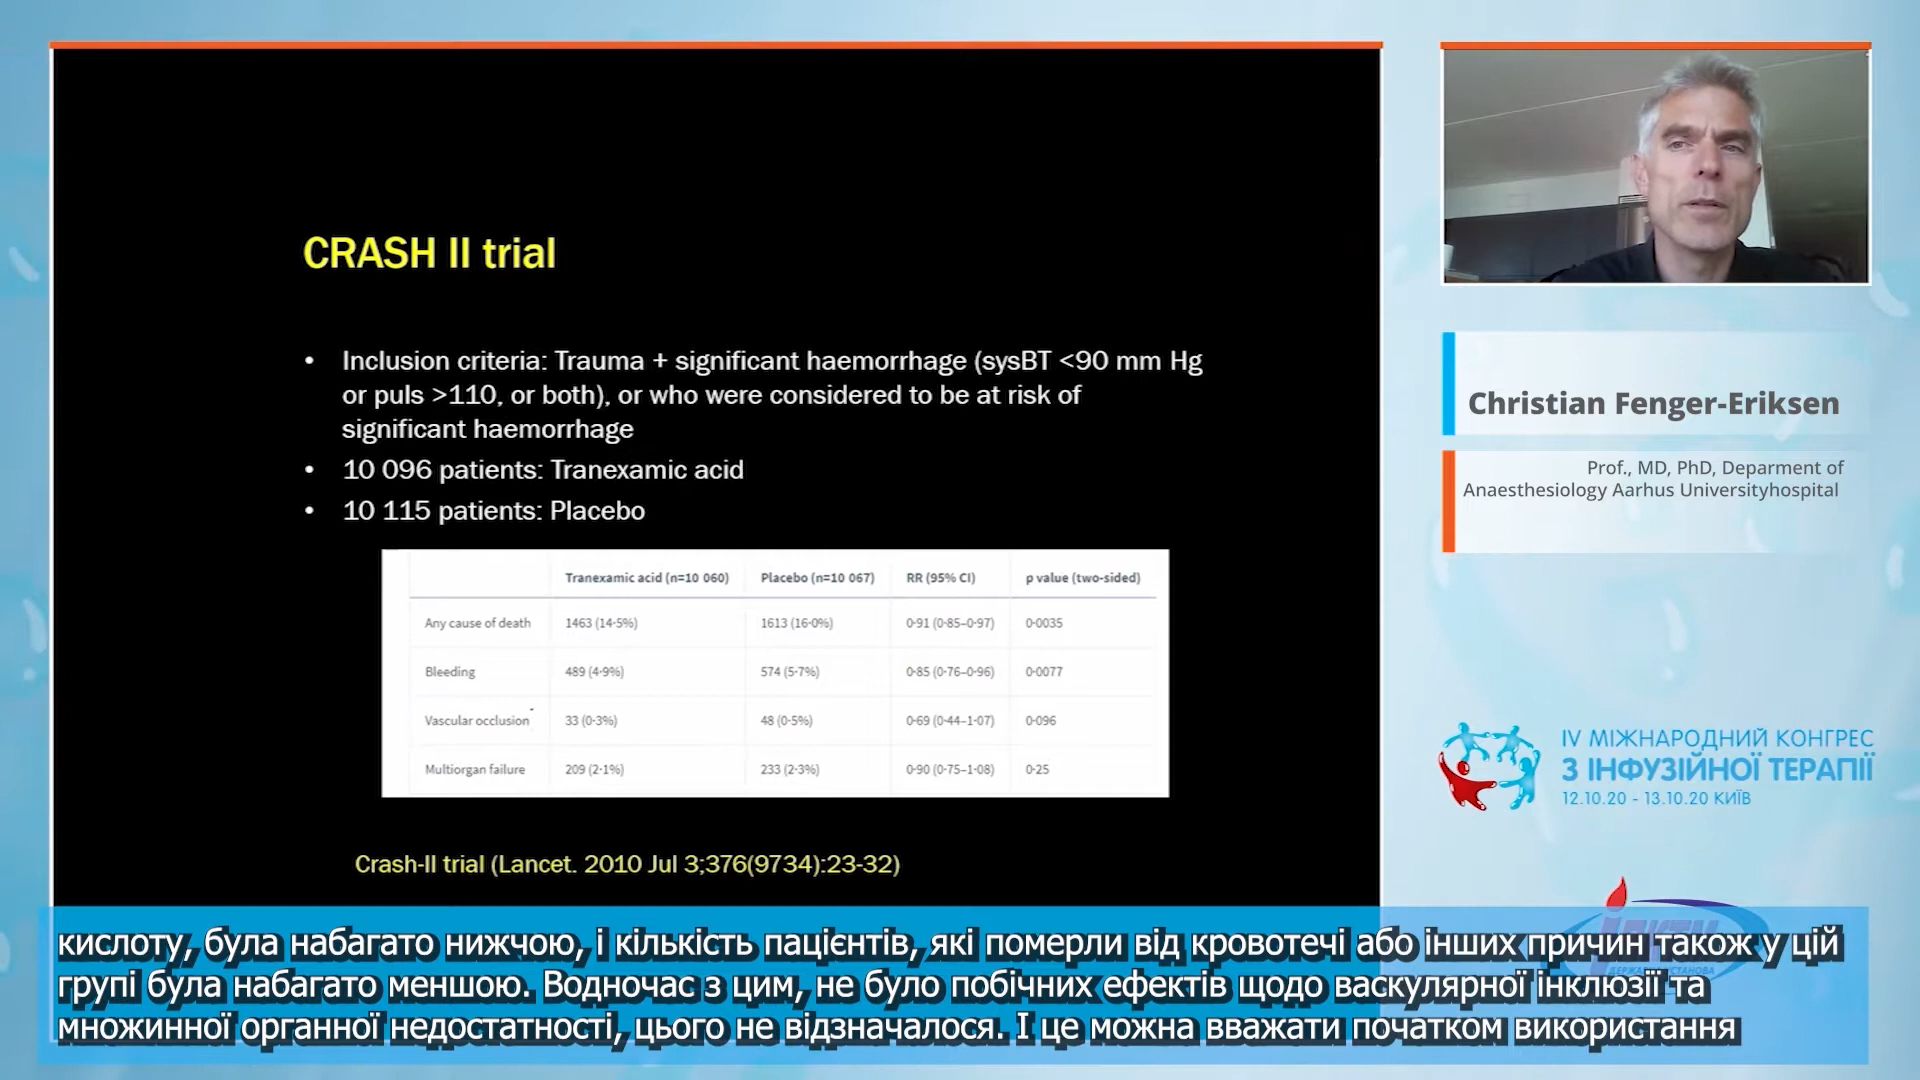 CRASH II trial
• Inclusion criteria: Trauma + significant haemorrhage (sysBT <90 mm Hg
or puls >110, or both), or who were considered to be at risk of
significant haemorrhage
• 10 096 patients: Tranexamic acid
• 10 115 patients: Placebo
Tranexamic acid (n=10 060) Placebo (n=10 067) RR (95% CI) p value (two-sided)
Any cause of death 1463 (14·5%) 1613 (16·0%) 0·91 (0·85–0·97) 0·0035
Bleeding 489 (4·9%) 574 (5·7%) 0·85 (0·76–0·96) 0·0077
Vascular occlusion 33 (0·3%) 48 (0·5%) 0·69 (0·44–1·07) 0·096
Multiorgan failure 209 (2·1%) 233 (2·3%) 0·90 (0·75–1·08) 0·25
Crash-II trial (Lancet. 2010 Jul 3;376(9734):23-32)
Christian Fenger-Eriksen
Prof., MD, PhD, Deparment of
Anaesthesiology Aarhus Universityhospital
IV МІЖНАРОДНИЙ КОНГРЕС
З ІНФУЗІЙНОЇ ТЕРАПІЇ
12.10.20 - 13.10.20 КИЇВ
кислоту, була набагато нижчою, і кількість пацієнтів, які померли від кровотечі або інших причин також у цій
групі була набагато меншою. Водночас з цим, не було побічних ефектів щодо васкулярної інклюзії та
множинної органної недостатності, цього не відзначалося. І це можна вважати початком використання